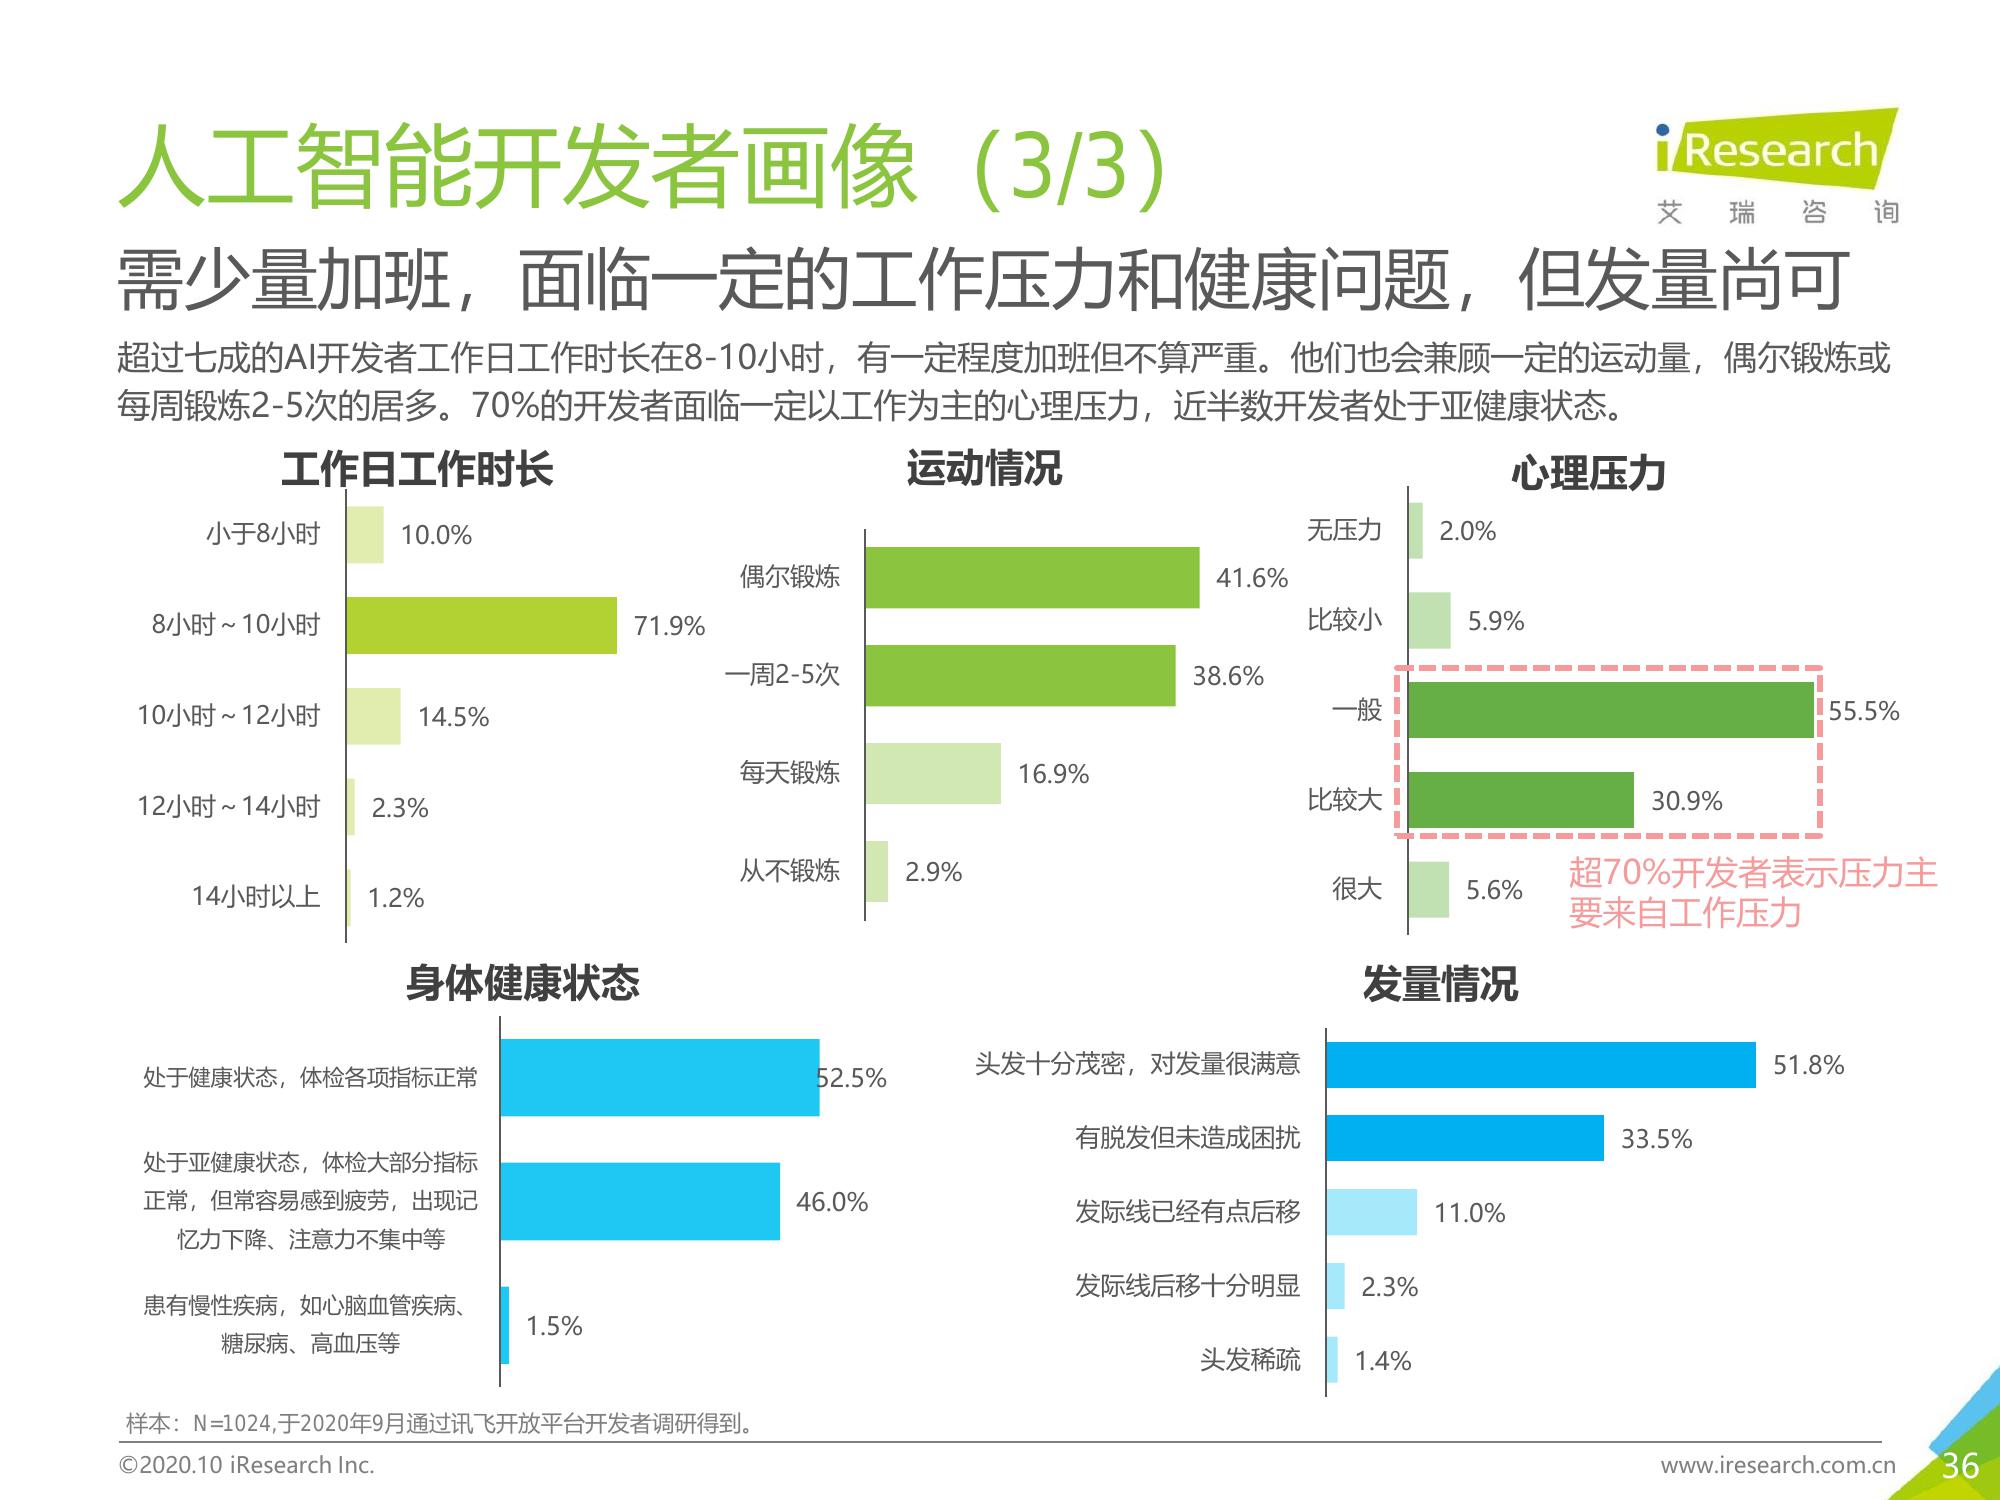 人工智能开发者画像（3/3）
iResearch
艾瑞咨询
需少量加班，面临一定的工作压力和健康问题，但发量尚可
超过七成的AI开发者工作日工作时长在8-10小时，有一定程度加班但不算严重。他们也会兼顾一定的运动量，偶尔锻炼或
每周锻炼2-5次的居多。70%的开发者面临一定以工作为主的心理压力，近半数开发者处于亚健康状态。
工作日工作时长
小于8小时 10.0%
8小时～10小时 71.9%
10小时～12小时 14.5%
12小时～14小时 2.3%
14小时以上 1.2%
运动情况
偶尔锻炼 41.6%
一周2-5次 38.6%
每天锻炼 16.9%
从不锻炼 2.9%
心理压力
无压力 2.0%
比较小 5.9%
一般 55.5%
比较大 30.9%
很大 5.6%
超70%开发者表示压力主
要来自工作压力
身体健康状态
处于健康状态，体检各项指标正常 52.5%
处于亚健康状态，体检大部分指标
正常，但常容易感到疲劳，出现记
忆力下降、注意力不集中等
46.0%
患有慢性疾病，如心脑血管疾病、
糖尿病、高血压等
1.5%
发量情况
头发十分茂密，对发量很满意 51.8%
有脱发但未造成困扰 33.5%
发际线已经有点后移 11.0%
发际线后移十分明显 2.3%
头发稀疏 1.4%
样本：N=1024,于2020年9月通过讯飞开放平台开发者调研得到。
©2020.10 iResearch Inc.
www.iresearch.com.cn
36